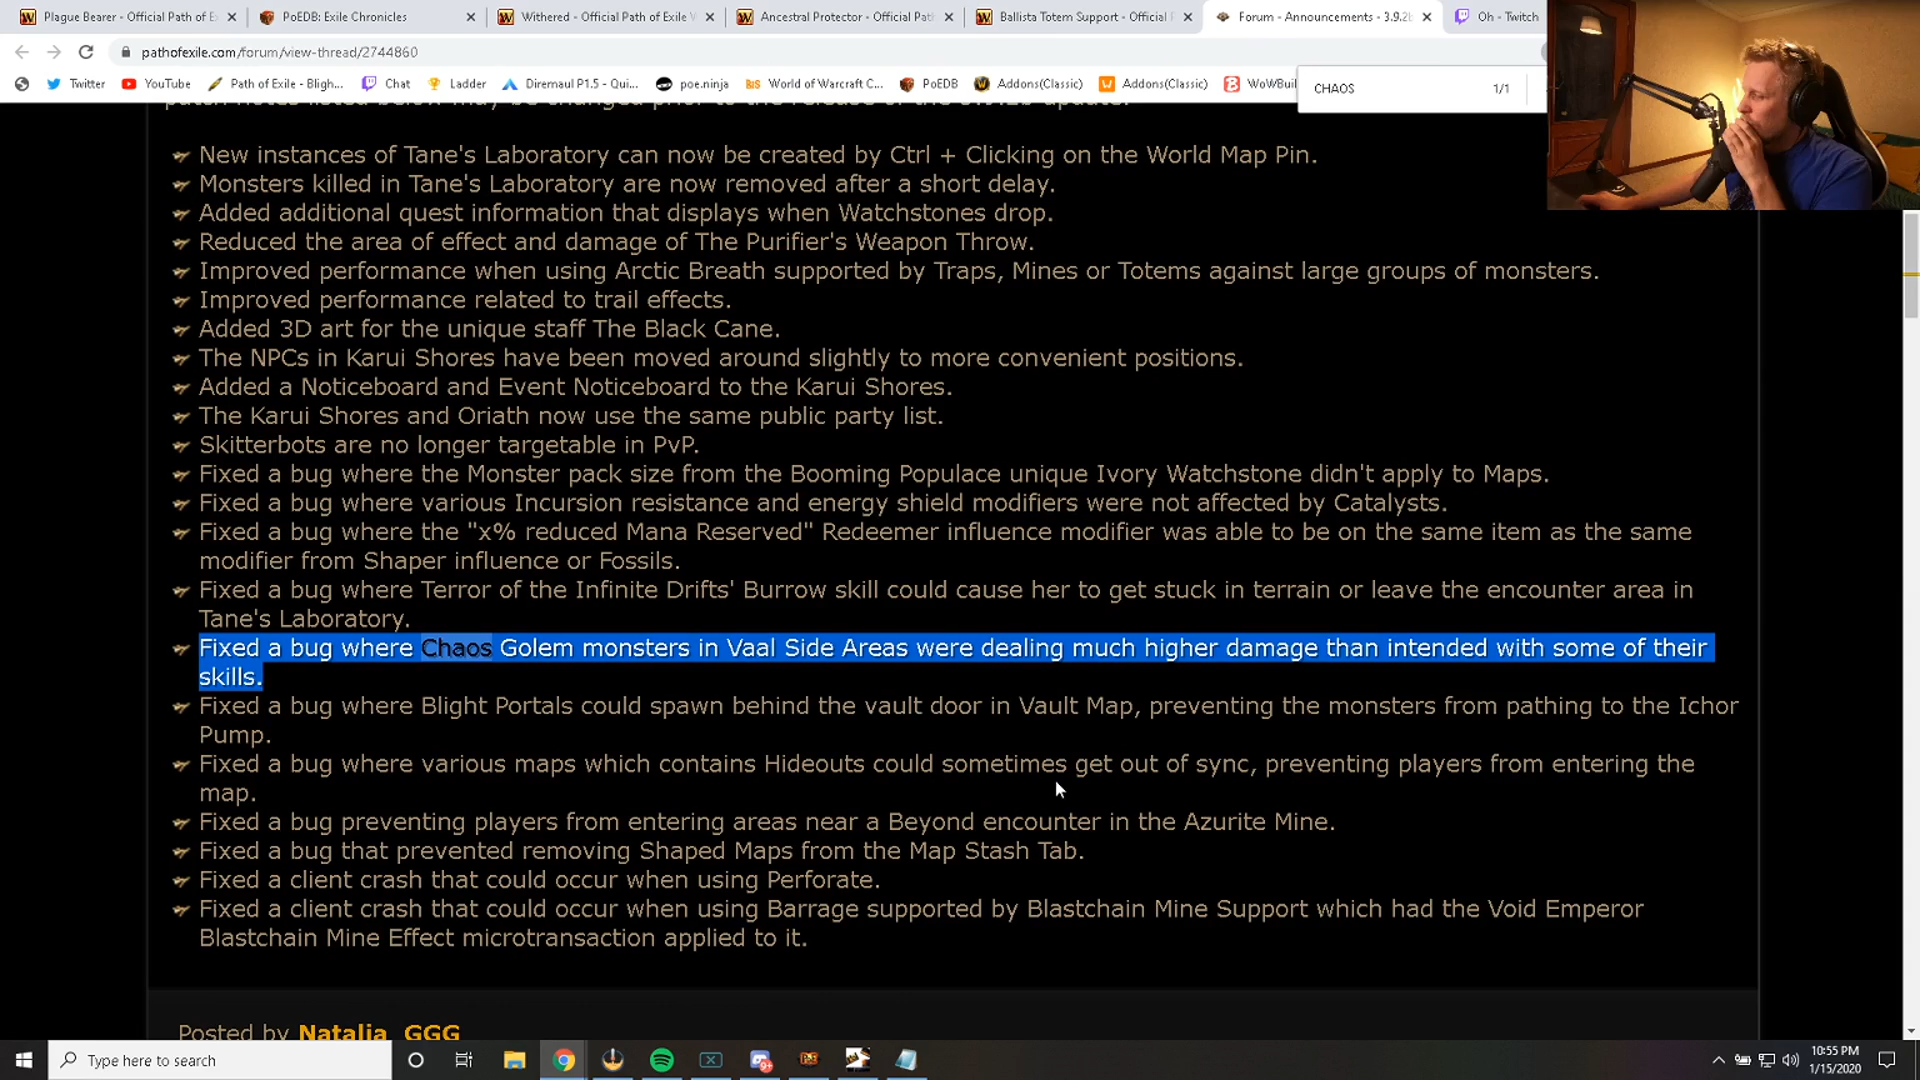 Plague Bearer - Official Path of E
PoEDB: Exile Chronicles
Withered - Official Path of Exile W
Ancestral Protector - Official Pat
Ballista Totem Support - Official P
Forum - Announcements - 3.9.2b
Oh - Twitch
pathofexile.com/forum/view-thread/2744860
Twitter
YouTube
Path of Exile - Bligh...
Chat
Ladder
Diremaul P1.5 - Qui...
poe.ninja
World of Warcraft C...
PoEDB
Addons(Classic)
Addons(Classic)
WoWBui
CHAOS
1/1
patch notes listed below may be changed prior to the release of the 3.9.2b update.
New instances of Tane's Laboratory can now be created by Ctrl + Clicking on the World Map Pin.
Monsters killed in Tane's Laboratory are now removed after a short delay.
Added additional quest information that displays when Watchstones drop.
Reduced the area of effect and damage of The Purifier's Weapon Throw.
Improved performance when using Arctic Breath supported by Traps, Mines or Totems against large groups of monsters.
Improved performance related to trail effects.
Added 3D art for the unique staff The Black Cane.
The NPCs in Karui Shores have been moved around slightly to more convenient positions.
Added a Noticeboard and Event Noticeboard to the Karui Shores.
The Karui Shores and Oriath now use the same public party list.
Skitterbots are no longer targetable in PvP.
Fixed a bug where the Monster pack size from the Booming Populace unique Ivory Watchstone didn't apply to Maps.
Fixed a bug where various Incursion resistance and energy shield modifiers were not affected by Catalysts.
Fixed a bug where the "x% reduced Mana Reserved" Redeemer influence modifier was able to be on the same item as the same
modifier from Shaper influence or Fossils.
Fixed a bug where Terror of the Infinite Drifts' Burrow skill could cause her to get stuck in terrain or leave the encounter area in
Tane's Laboratory.
Fixed a bug where Chaos Golem monsters in Vaal Side Areas were dealing much higher damage than intended with some of their
skills.
Fixed a bug where Blight Portals could spawn behind the vault door in Vault Map, preventing the monsters from pathing to the Ichor
Pump.
Fixed a bug where various maps which contains Hideouts could sometimes get out of sync, preventing players from entering the
map.
Fixed a bug preventing players from entering areas near a Beyond encounter in the Azurite Mine.
Fixed a bug that prevented removing Shaped Maps from the Map Stash Tab.
Fixed a client crash that could occur when using Perforate.
Fixed a client crash that could occur when using Barrage supported by Blastchain Mine Support which had the Void Emperor
Blastchain Mine Effect microtransaction applied to it.
Posted by Natalia_GGG
Type here to search
10:55 PM
1/15/2020